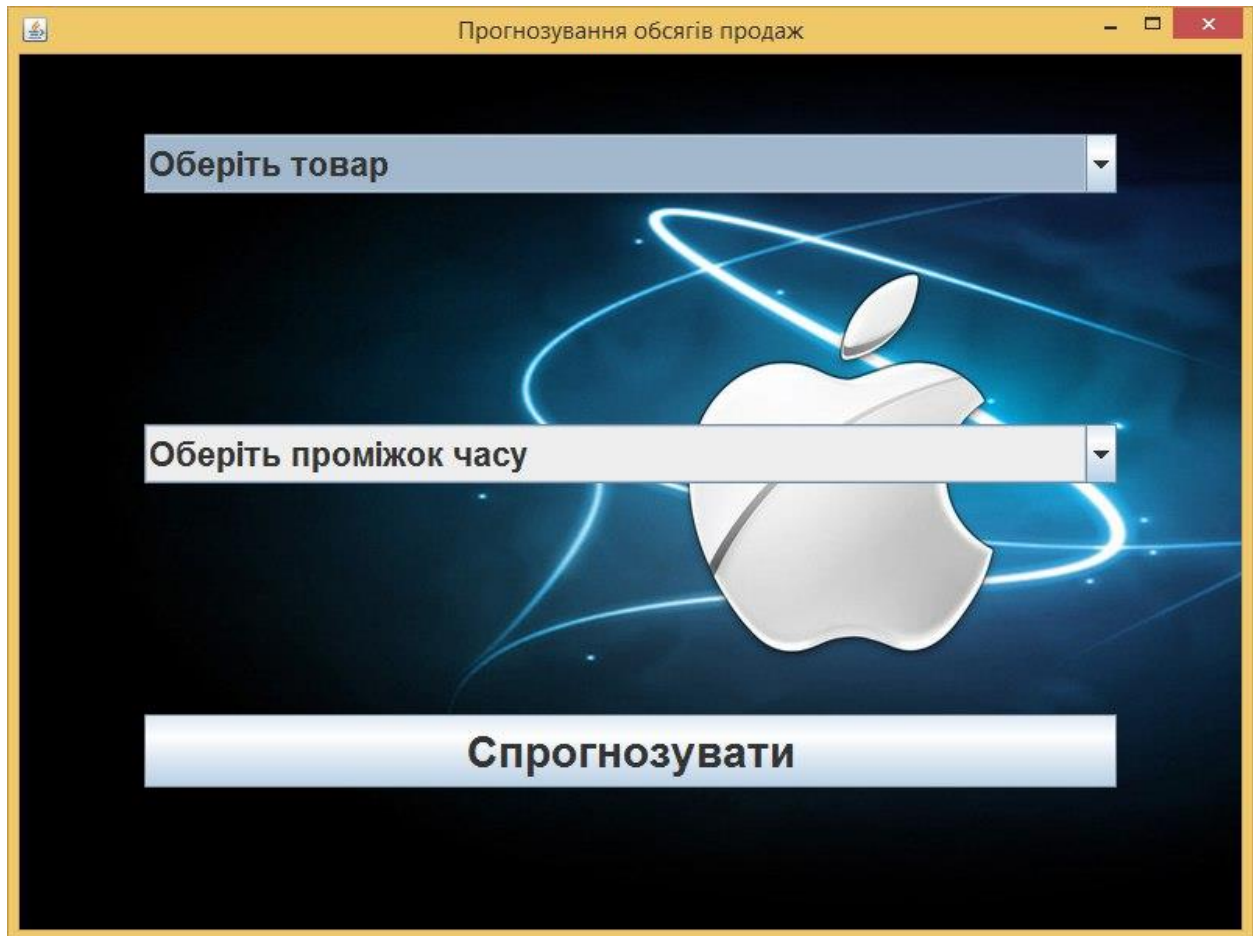 Прогнозування обсягів продаж
Оберіть товар
Оберіть проміжок часу
Спрогнозувати